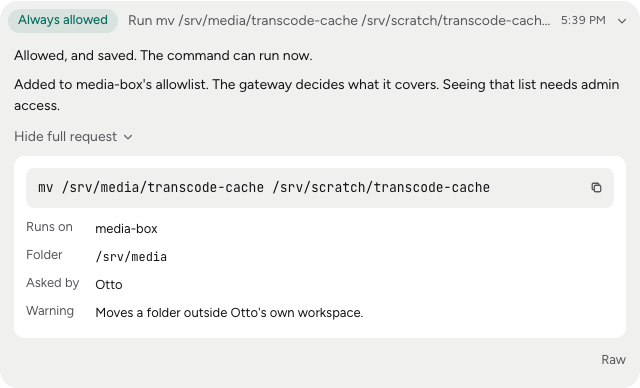 Always allowed Run mv /srv/media/transcode-cache /srv/scratch/transcode-cach... 5:39 PM
Allowed, and saved. The command can run now.
Added to media-box's allowlist. The gateway decides what it covers. Seeing that list needs admin
access.
Hide full request
mv /srv/media/transcode-cache /srv/scratch/transcode-cache
Runs on media-box
Folder /srv/media
Asked by Otto
Warning Moves a folder outside Otto's own workspace.
Raw